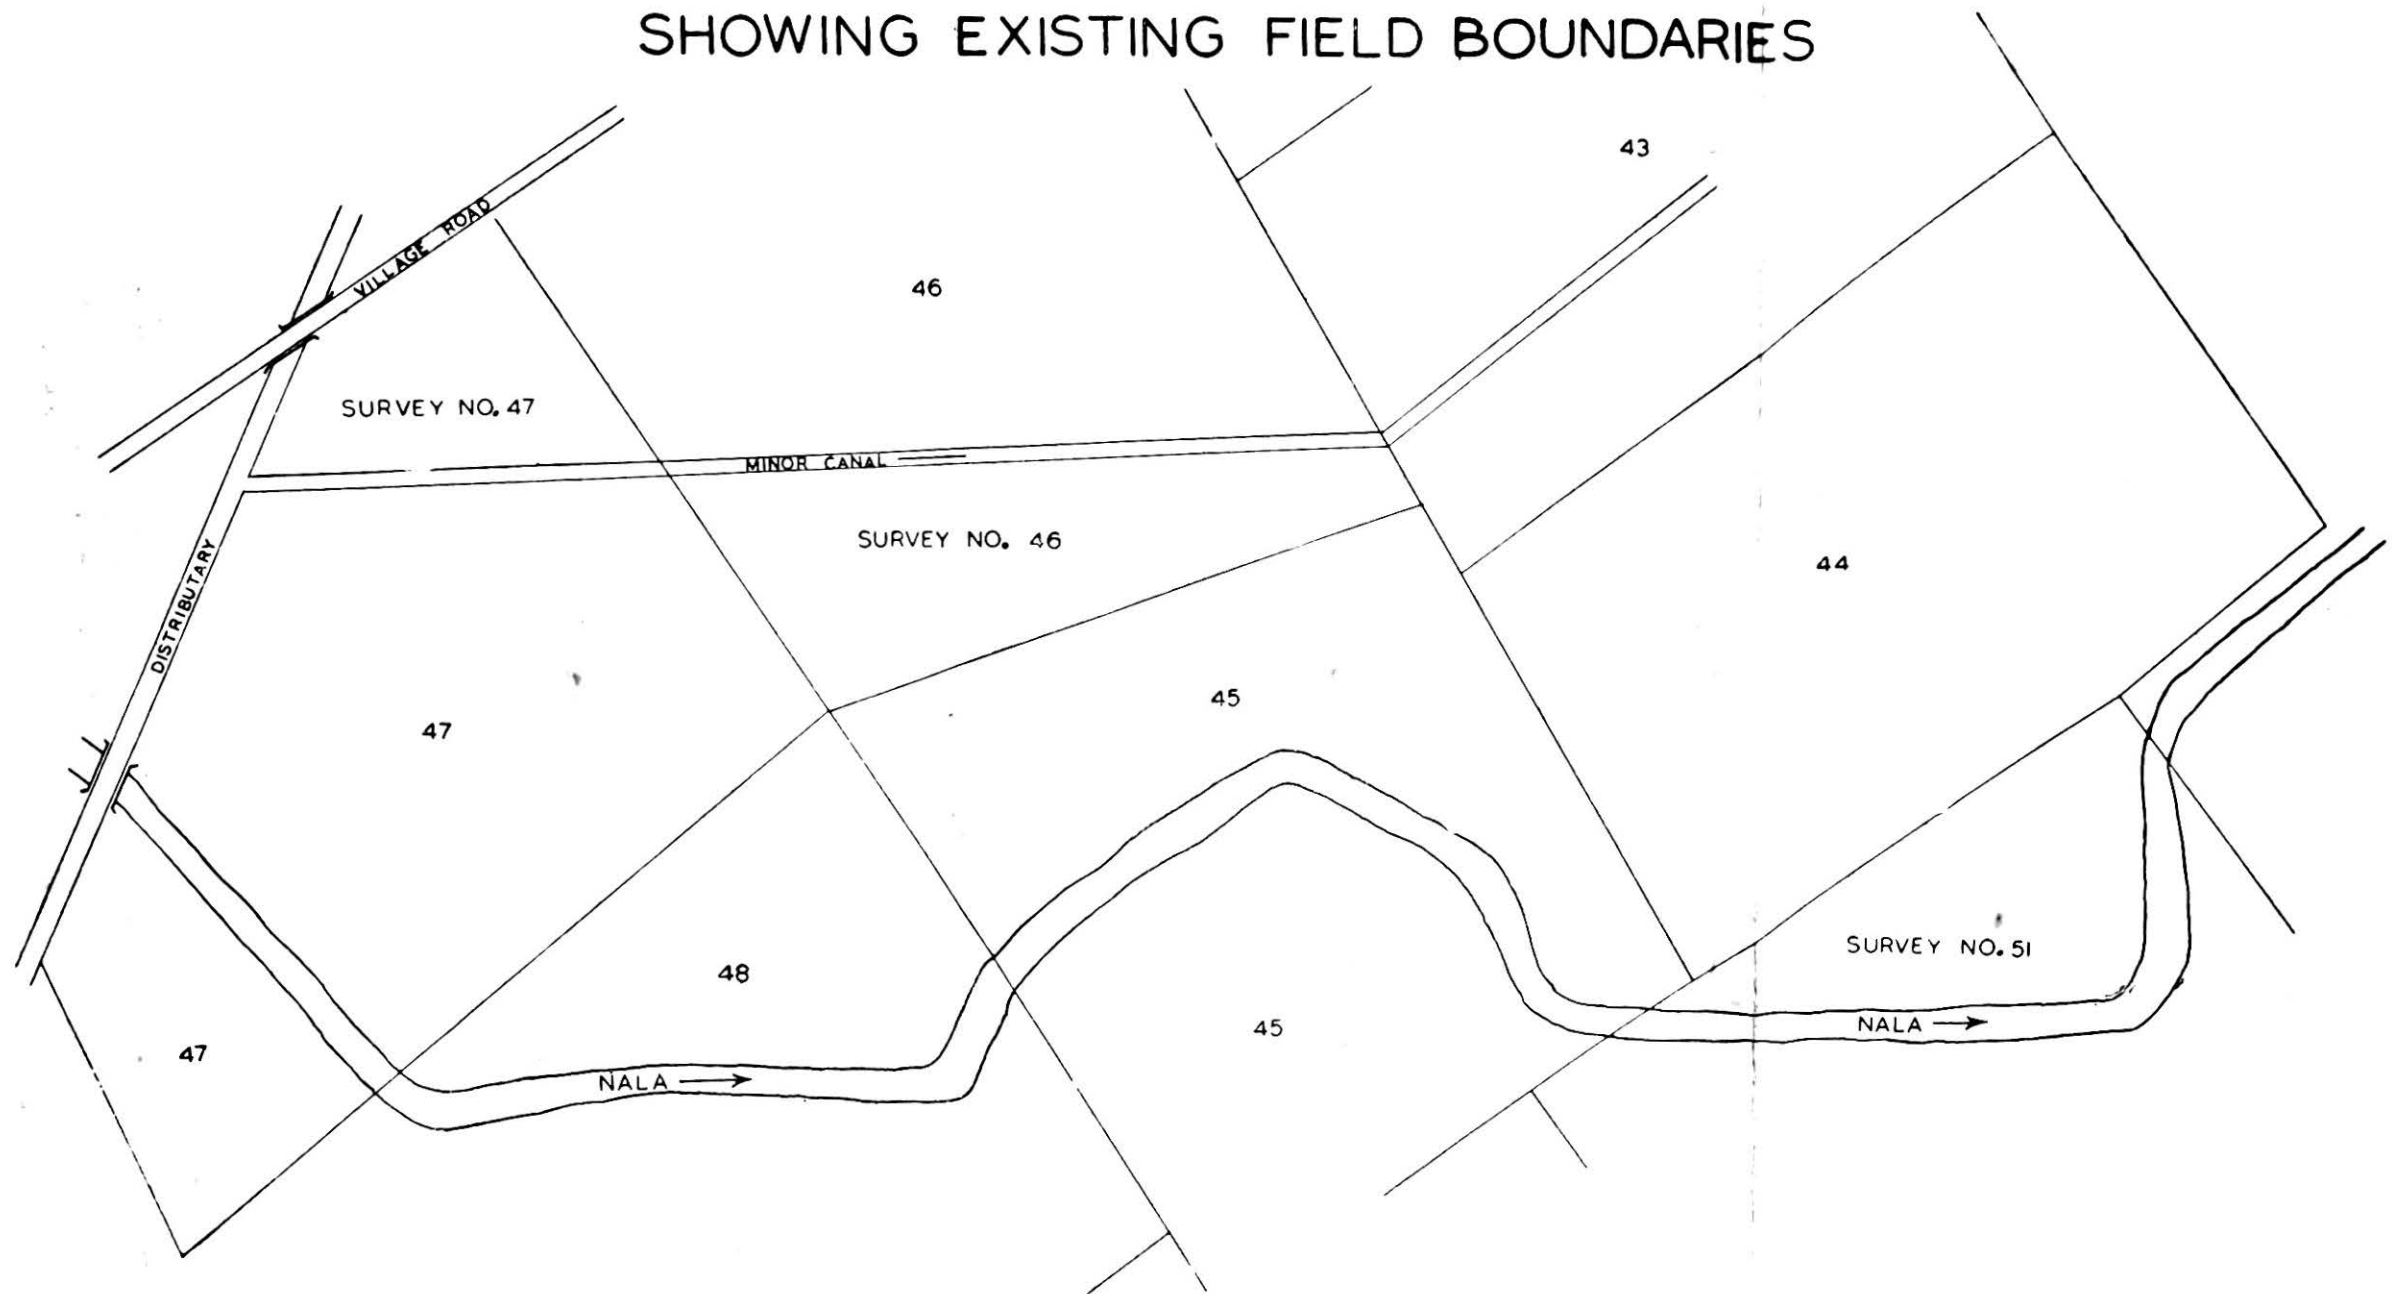 SHOWING EXISTING FIELD BOUNDARIES
43
VILLAGE ROAD
46
SURVEY NO. 47
MINOR CANAL
SURVEY NO. 46
44
DISTRIBUTARY
45
47
SURVEY NO. 51
48
NALA
45
47
NALA